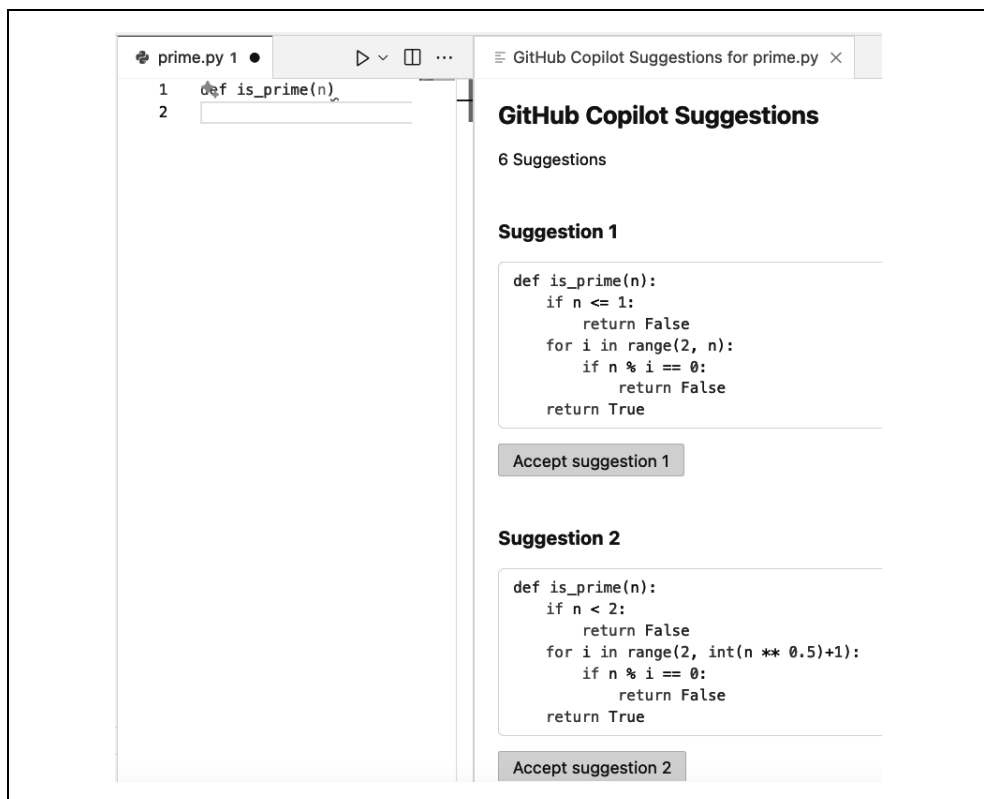 prime.py 1
1 def is_prime(n)
2
GitHub Copilot Suggestions for prime.py
GitHub Copilot Suggestions
6 Suggestions
Suggestion 1
def is_prime(n):
    if n <= 1:
        return False
    for i in range(2, n):
        if n % i == 0:
            return False
    return True
Accept suggestion 1
Suggestion 2
def is_prime(n):
    if n < 2:
        return False
    for i in range(2, int(n ** 0.5)+1):
        if n % i == 0:
            return False
    return True
Accept suggestion 2